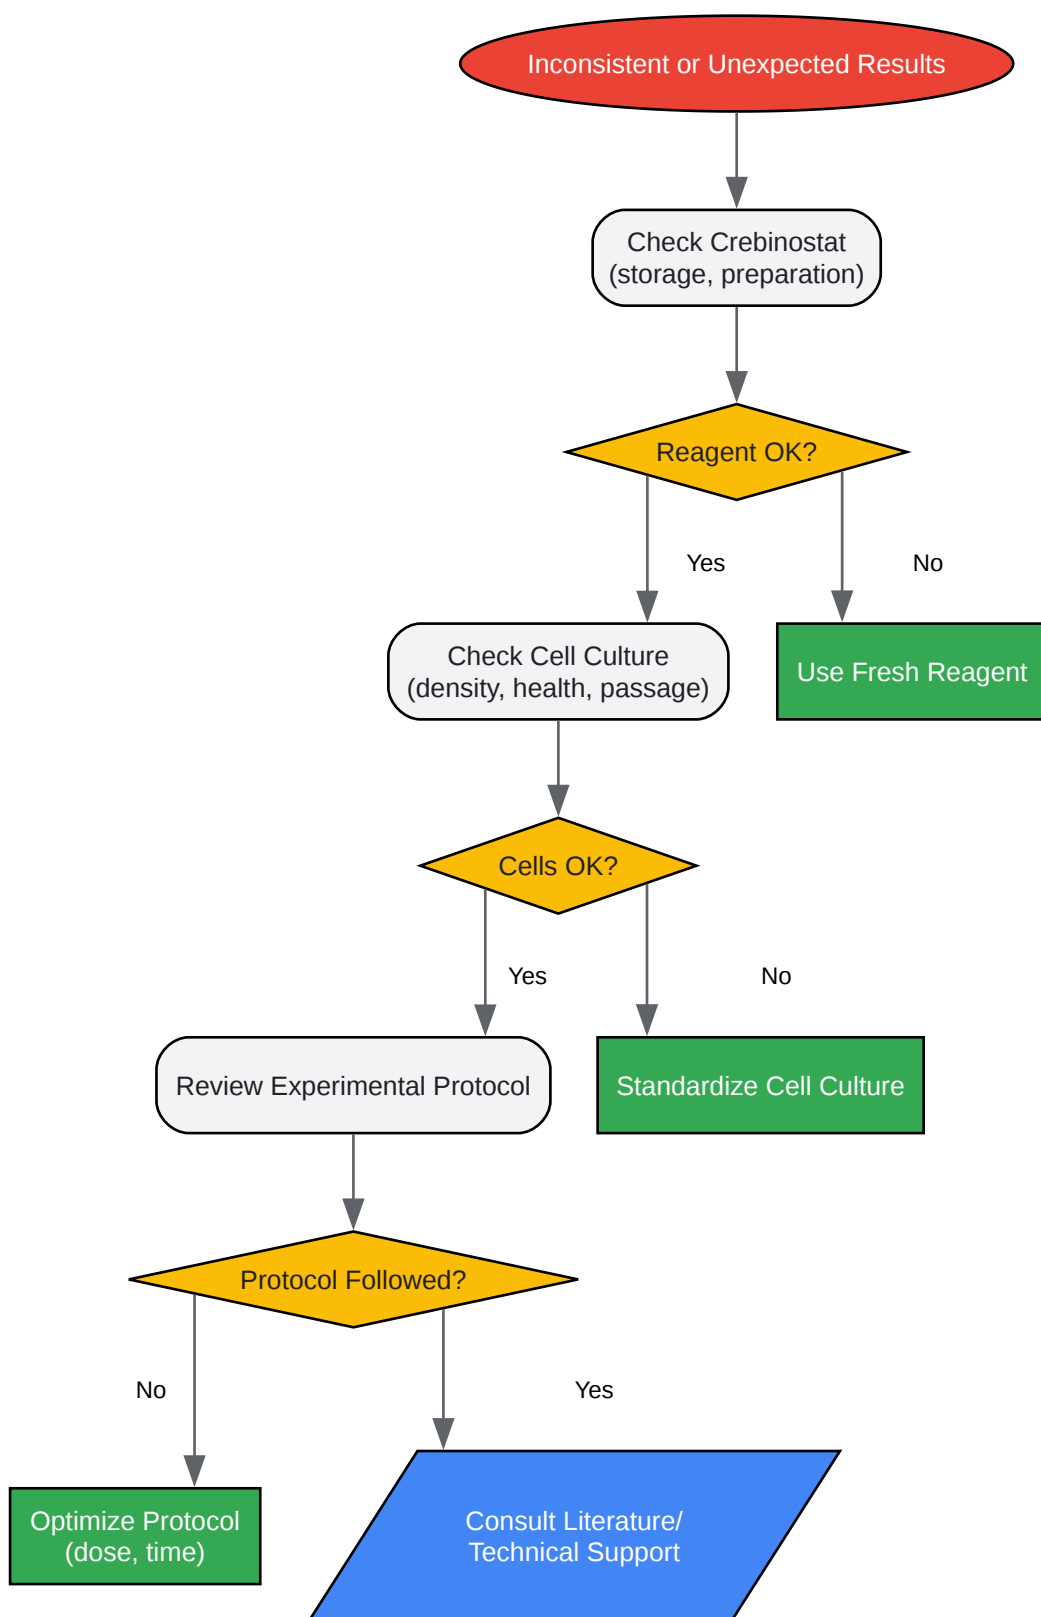 Inconsistent or Unexpected Results
Check Crebinostat
(storage, preparation)
Reagent OK?
Yes
No
Check Cell Culture
(density, health, passage)
Use Fresh Reagent
Cells OK?
Yes
No
Review Experimental Protocol
Standardize Cell Culture
Protocol Followed?
No
Yes
Optimize Protocol
(dose, time)
Consult Literature/
Technical Support